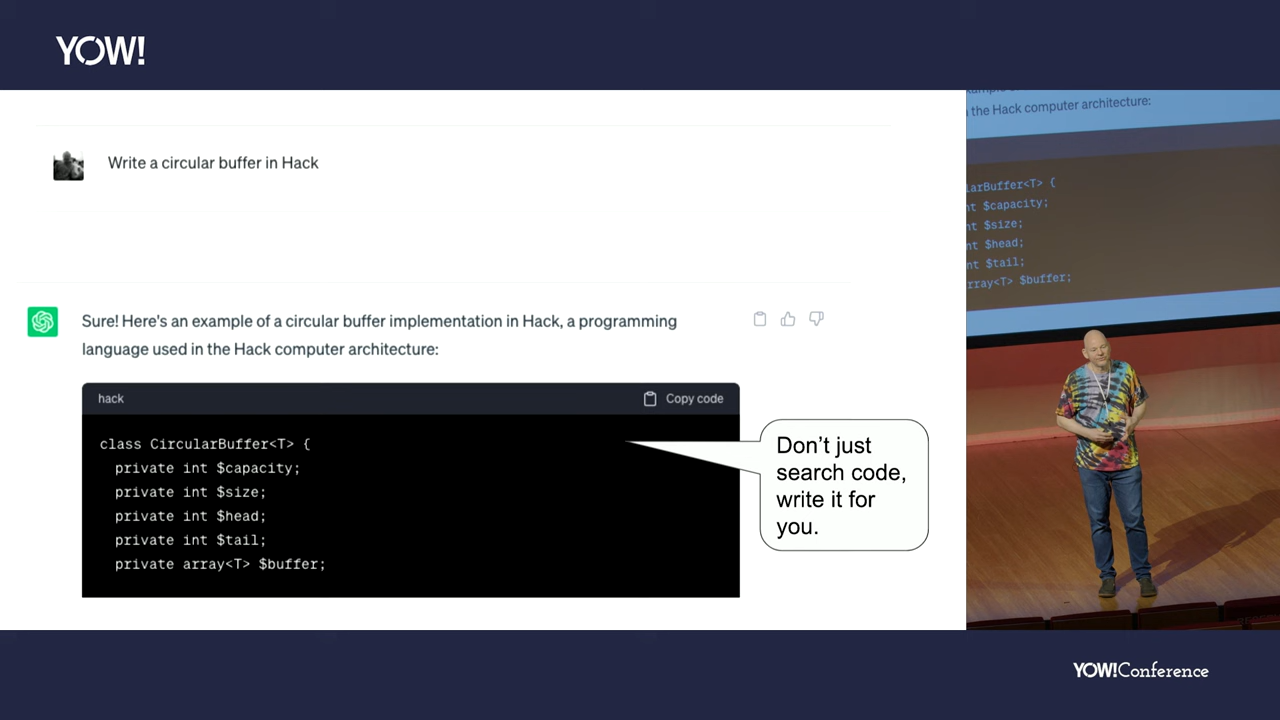 YOW!
Write a circular buffer in Hack
Sure! Here's an example of a circular buffer implementation in Hack, a programming
language used in the Hack computer architecture:
hack
Copy code
class CircularBuffer<T> {
private int $capacity;
private int $size;
private int $head;
private int $tail;
private array<T> $buffer;
Don't just
search code,
write it for
you.
the Hack computer architecture:
larBuffer<T> {
nt $capacity;
nt $size;
nt $head;
nt $tail;
rray<T> $buffer;
YOW!Conference